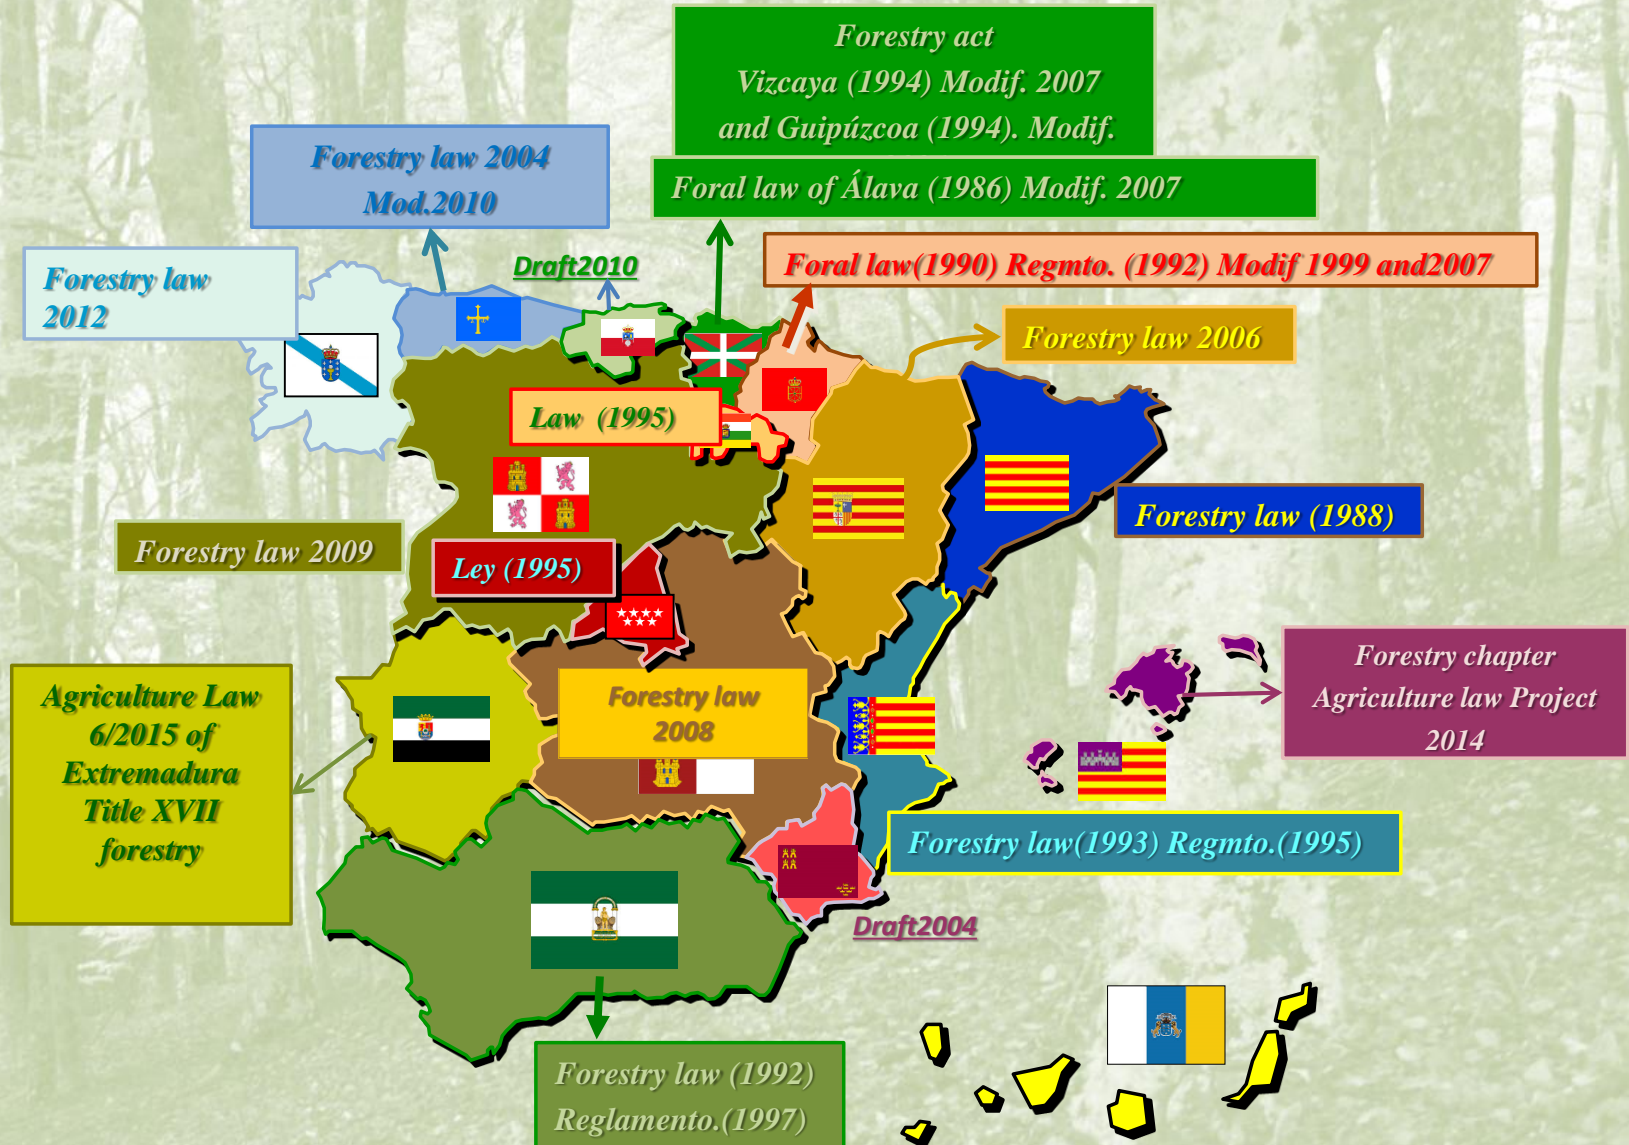 Forestry act
Vizcaya (1994) Modif. 2007
and Guipúzcoa (1994). Modif.
Foral law of Álava (1986) Modif. 2007
Forestry law 2004
Mod.2010
Forestry law
2012
Draft2010
Foral law(1990) Regmto. (1992) Modif 1999 and2007
Forestry law 2006
Law (1995)
Forestry law (1988)
Forestry law 2009
Ley (1995)
Agriculture Law
6/2015 of
Extremadura
Title XVII
forestry
Forestry law
2008
Forestry chapter
Agriculture law Project
2014
Forestry law(1993) Regmto.(1995)
Draft2004
Forestry law (1992)
Reglamento.(1997)